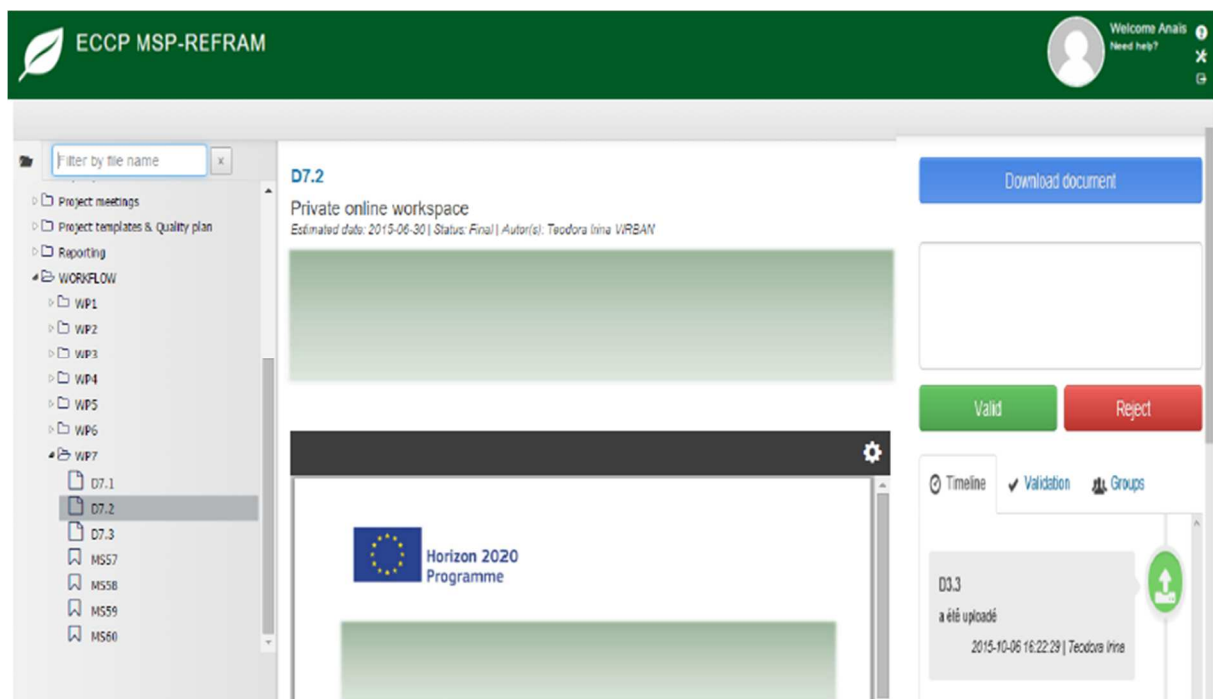 ECCP MSP-REFRAM
Welcome Anaïs
Need help?
Filter by file name
x
Project meetings
Project templates & Quality plan
Reporting
WORKFLOW
WP1
WP2
WP3
WP4
WP5
WP6
WP7
D7.1
D7.2
D7.3
MS57
MS58
MS59
MS60
D7.2
Private online workspace
Estimated date: 2015-06-30 | Status: Final | Autor(s): Teodora Irina VIRBAN
Horizon 2020
Programme
Download document
Valid
Reject
Timeline
Validation
Groups
D3.3
a été uploadé
2015-10-06 16:22:29 | Teodora Irina